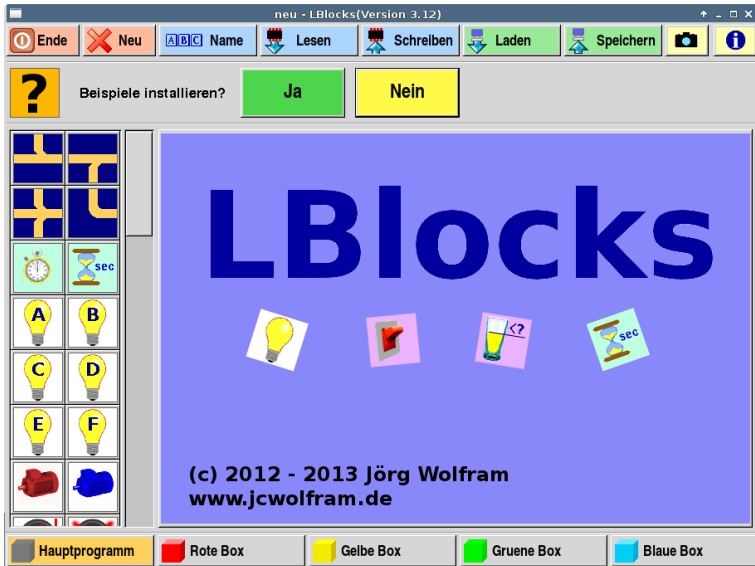 neu - LBlocks(Version 3.12)
Ende Neu ABC Name Lesen Schreiben Laden Speichern i
? Beispiele installieren? Ja Nein
LBlocks
sec
A B
C D
E F
<? sec
(c) 2012 - 2013 Jörg Wolfram
www.jcwolfram.de
Hauptprogramm Rote Box Gelbe Box Gruene Box Blaue Box